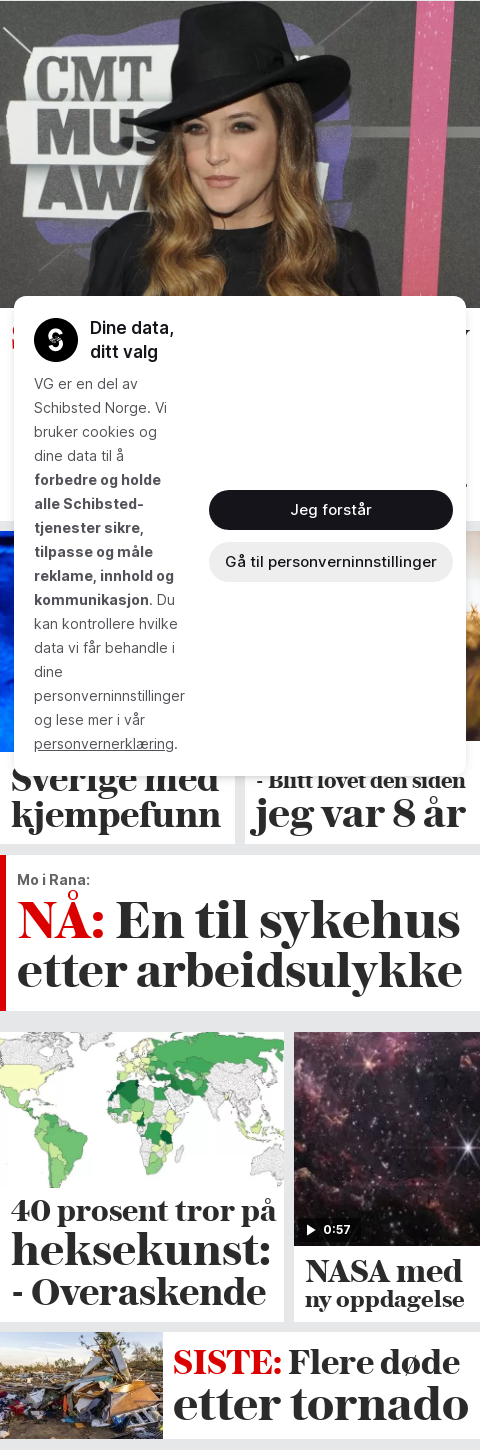 CMT
MUS
AWA
Dine data,
ditt valg
VG er en del av
Schibsted Norge. Vi
bruker cookies og
dine data til å
forbedre og holde
alle Schibsted-
tjenester sikre,
tilpasse og måle
reklame, innhold og
kommunikasjon. Du
kan kontrollere hvilke
data vi får behandle i
dine
personverninnstillinger
og lese mer i vår
personvernerklæring.
Jeg forstår
Gå til personverninnstillinger
Sverige med
kjempefunn
- Blitt lovet den siden
jeg var 8 år
Mo i Rana:
NÅ: En til sykehus
etter arbeidsulykke
40 prosent tror på
heksekunst:
- Overaskende
0:57
NASA med
ny oppdagelse
SISTE: Flere døde
etter tornado